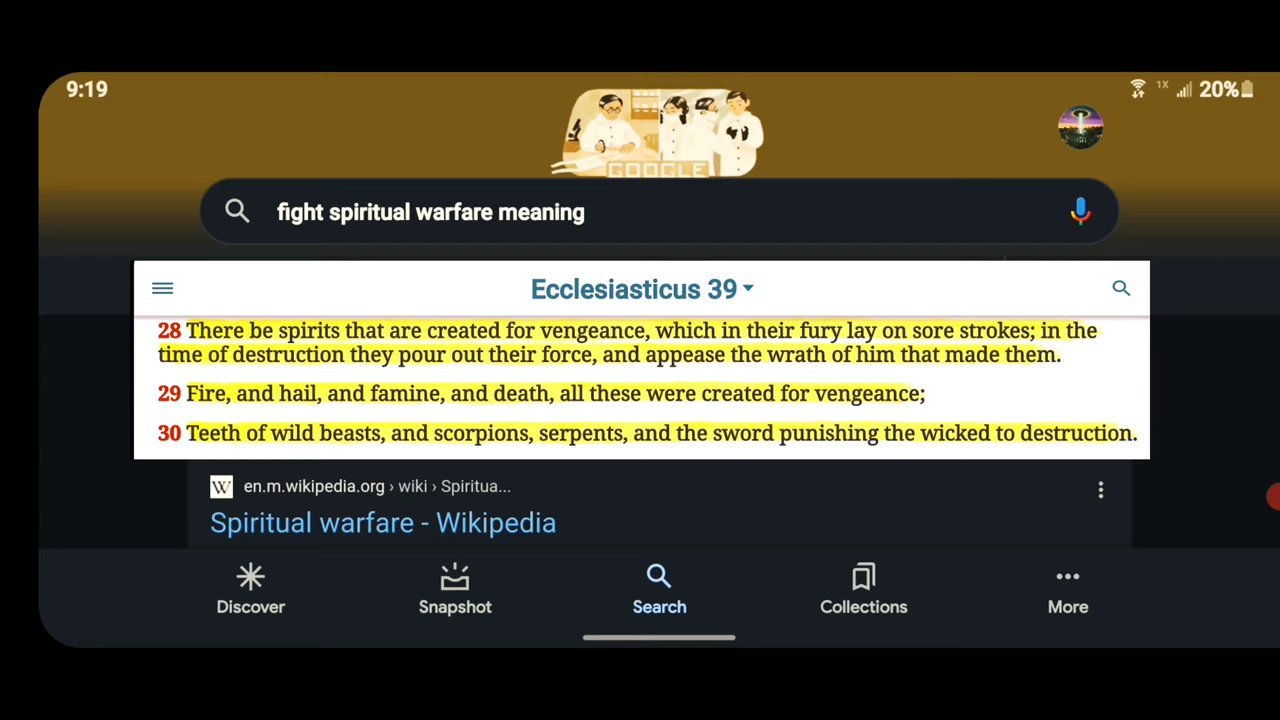 9:19
1X
20%
GOOGLE
fight spiritual warfare meaning
Ecclesiasticus 39
28 There be spirits that are created for vengeance, which in their fury lay on sore strokes; in the
time of destruction they pour out their force, and appease the wrath of him that made them.
29 Fire, and hail, and famine, and death, all these were created for vengeance;
30 Teeth of wild beasts, and scorpions, serpents, and the sword punishing the wicked to destruction.
W
en.m.wikipedia.org › wiki › Spiritua...
Spiritual warfare - Wikipedia
Discover
Snapshot
Search
Collections
More